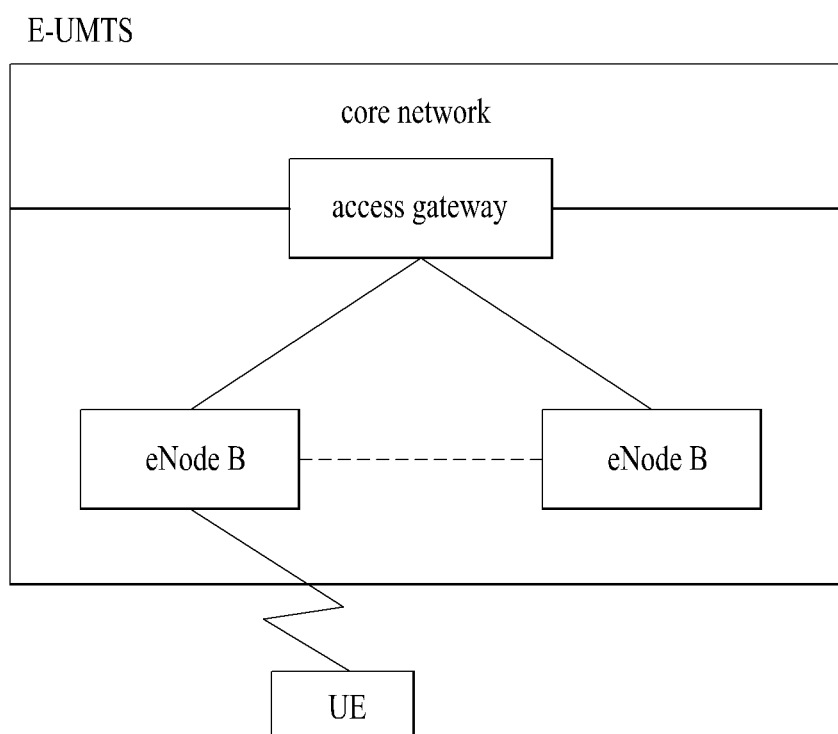 E-UMTS
core network
access gateway
eNode B
eNode B
UE